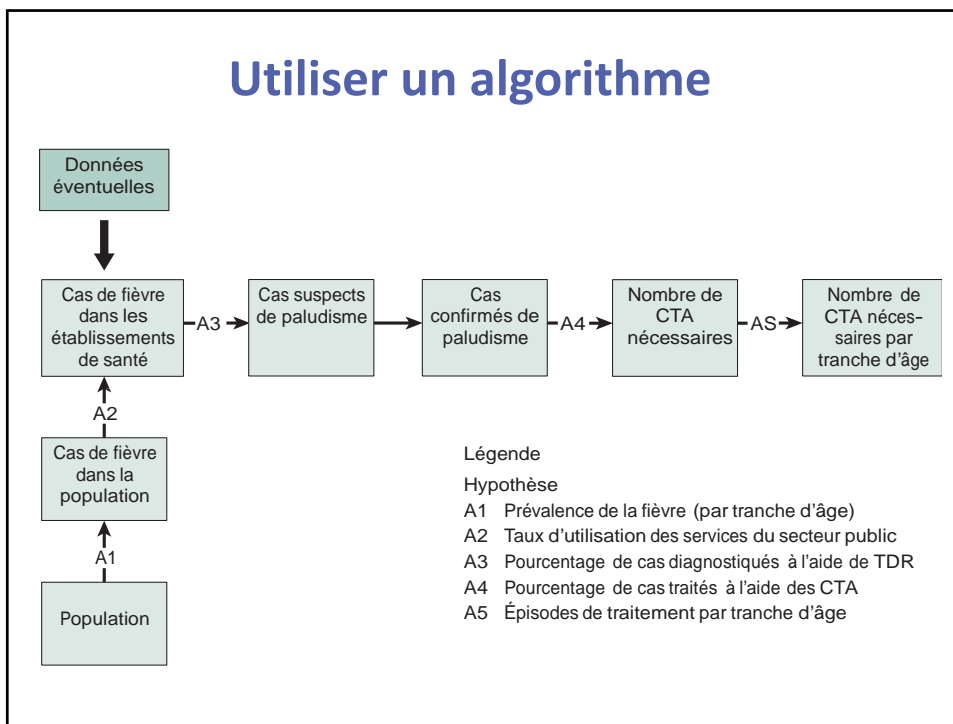 Utiliser un algorithme
Données
éventuelles
Cas de fièvre
dans les
établissements
de santé
A3
Cas suspects
de paludisme
Cas
confirmés de
paludisme
A4
Nombre de
CTA
nécessaires
AS
Nombre de
CTA néces-
saires par
tranche d'âge
A2
Cas de fièvre
dans la
population
A1
Population
Légende
Hypothèse
A1 Prévalence de la fièvre (par tranche d'âge)
A2 Taux d'utilisation des services du secteur public
A3 Pourcentage de cas diagnostiqués à l'aide de TDR
A4 Pourcentage de cas traités à l'aide des CTA
A5 Épisodes de traitement par tranche d'âge